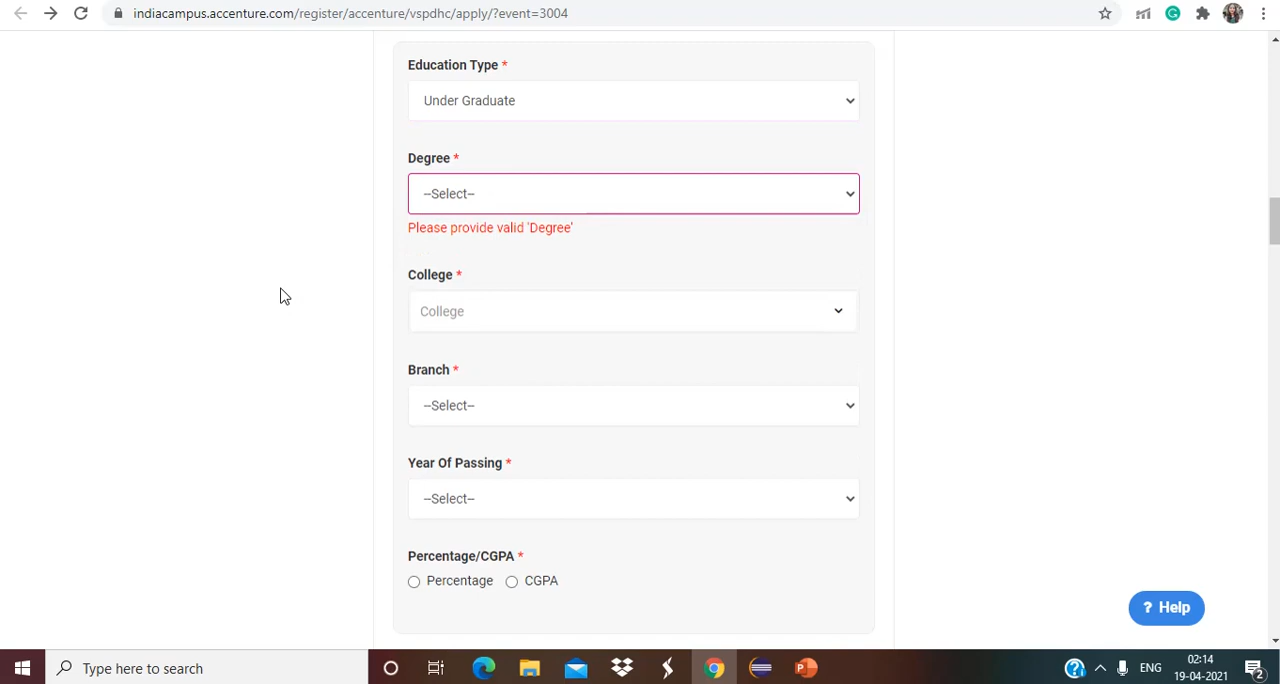 indiacampus.accenture.com/register/accenture/vspdhc/apply/?event=3004
Education Type *
Under Graduate
Degree *
--Select--
Please provide valid 'Degree'
College *
College
Branch *
--Select--
Year Of Passing *
--Select--
Percentage/CGPA *
Percentage CGPA
? Help
Type here to search
ENG
02:14
19-04-2021
2